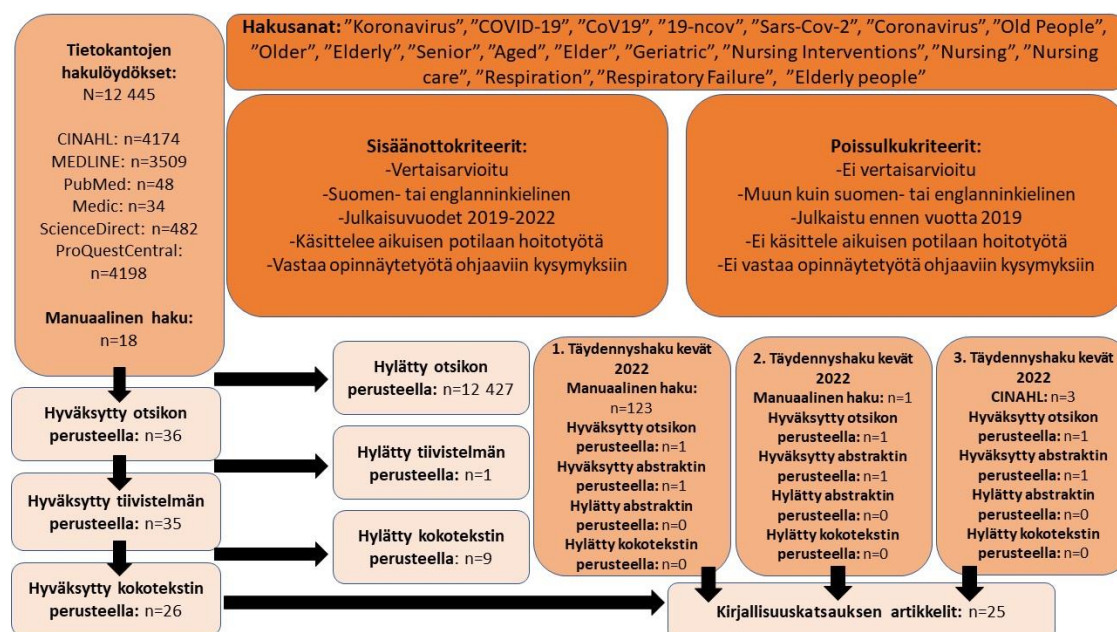 Tietokantojen
hakulöydökset:
N=12 445
CINAHL: n=4174
MEDLINE: n=3509
PubMed: n=48
Medic: n=34
ScienceDirect: n=482
ProQuestCentral:
n=4198
Manuaalinen haku:
n=18
Hakusanat: ”Koronavirus”, ”COVID-19”, ”CoV19”, ”19-ncov”, ”Sars-Cov-2”, ”Coronavirus”, ”Old People”,
”Older”, ”Elderly”, ”Senior”, ”Aged”, ”Elder”, ”Geriatric”, ”Nursing Interventions”, ”Nursing”, ”Nursing
care”, ”Respiration”, ”Respiratory Failure”, ”Elderly people”
Sisäänottokriteerit:
-Vertaisarvioitu
-Suomen- tai englanninkielinen
-Julkaisuvuodet 2019-2022
-Käsittelee aikuisen potilaan hoitotyötä
-Vastaa opinnäytetyötä ohjaaviin kysymyksiin
Poissulkukriteerit:
-Ei vertaisarvioitu
-Muun kuin suomen- tai englanninkielinen
-Julkaistu ennen vuotta 2019
-Ei käsittele aikuisen potilaan hoitotyötä
-Ei vastaa opinnäytetyötä ohjaaviin kysymyksiin
Hyväksytty otsikon
perusteella: n=36
Hyväksytty tiivistelmän
perusteella: n=35
Hyväksytty kokotekstin
perusteella: n=26
Hylätty otsikon
perusteella: n=12 427
Hylätty tiivistelmän
perusteella: n=1
Hylätty kokotekstin
perusteella: n=9
1. Täydennyshaku kevät
2022
Manuaalinen haku:
n=123
Hyväksytty otsikon
perusteella: n=1
Hyväksytty abstraktin
perusteella: n=1
Hylätty abstraktin
perusteella: n=0
Hylätty kokotekstin
perusteella: n=0
2. Täydennyshaku kevät
2022
Manuaalinen haku: n=1
Hyväksytty otsikon
perusteella: n=1
Hyväksytty abstraktin
perusteella: n=1
Hylätty abstraktin
perusteella: n=0
Hylätty kokotekstin
perusteella: n=0
3. Täydennyshaku kevät
2022
CINAHL: n=3
Hyväksytty otsikon
perusteella: n=1
Hyväksytty abstraktin
perusteella: n=1
Hylätty abstraktin
perusteella: n=0
Hylätty kokotekstin
perusteella: n=0
Kirjallisuuskatsauksen artikkelit: n=25